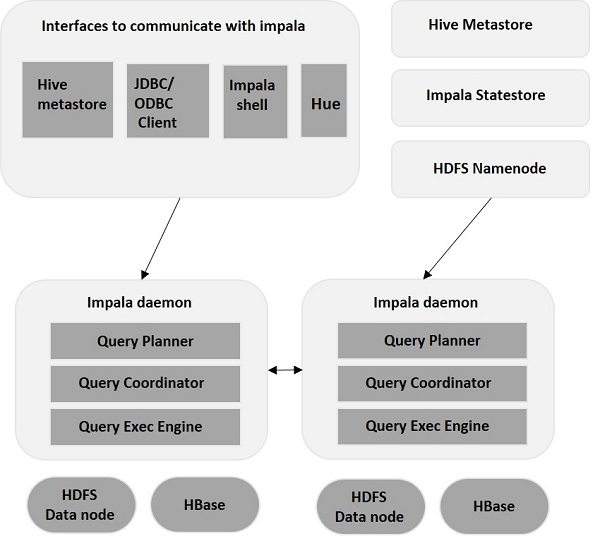 Interfaces to communicate with impala
Hive
metastore
JDBC/
ODBC
Client
Impala
shell
Hue
Hive Metastore
Impala Statestore
HDFS Namenode
Impala daemon
Query Planner
Query Coordinator
Query Exec Engine
Impala daemon
Query Planner
Query Coordinator
Query Exec Engine
HDFS
Data node
HBase
HDFS
Data node
HBase